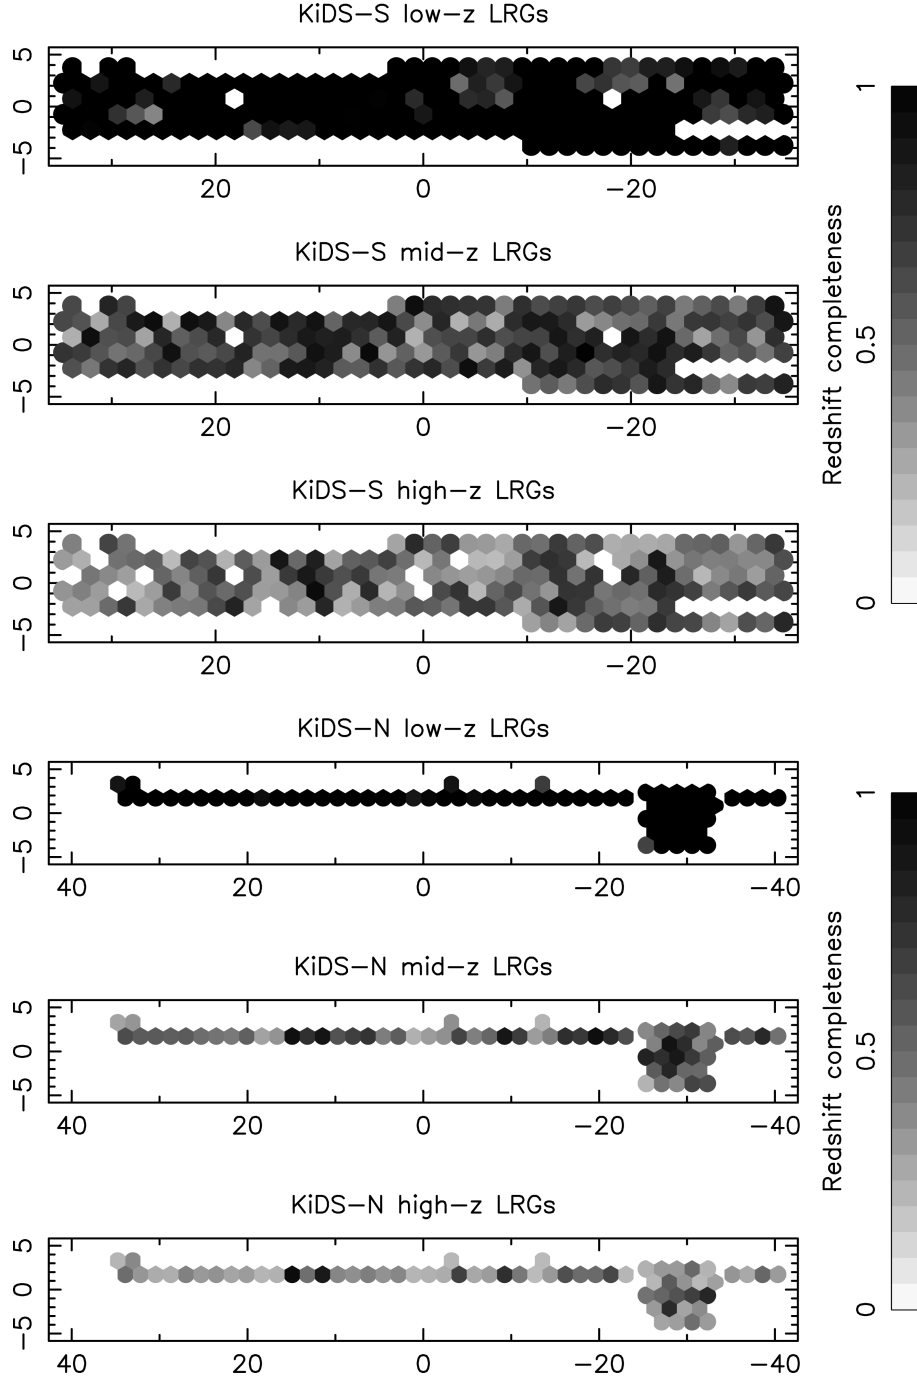 KiDS−S low−z LRGs
5
0
−5
20 0 −20
KiDS−S mid−z LRGs
5
0
−5
20 0 −20
KiDS−S high−z LRGs
5
0
−5
20 0 −20
1
0.5
0
Redshift completeness
KiDS−N low−z LRGs
5
0
−5
40 20 0 −20 −40
KiDS−N mid−z LRGs
5
0
−5
40 20 0 −20 −40
KiDS−N high−z LRGs
5
0
−5
40 20 0 −20 −40
1
0.5
0
Redshift completeness